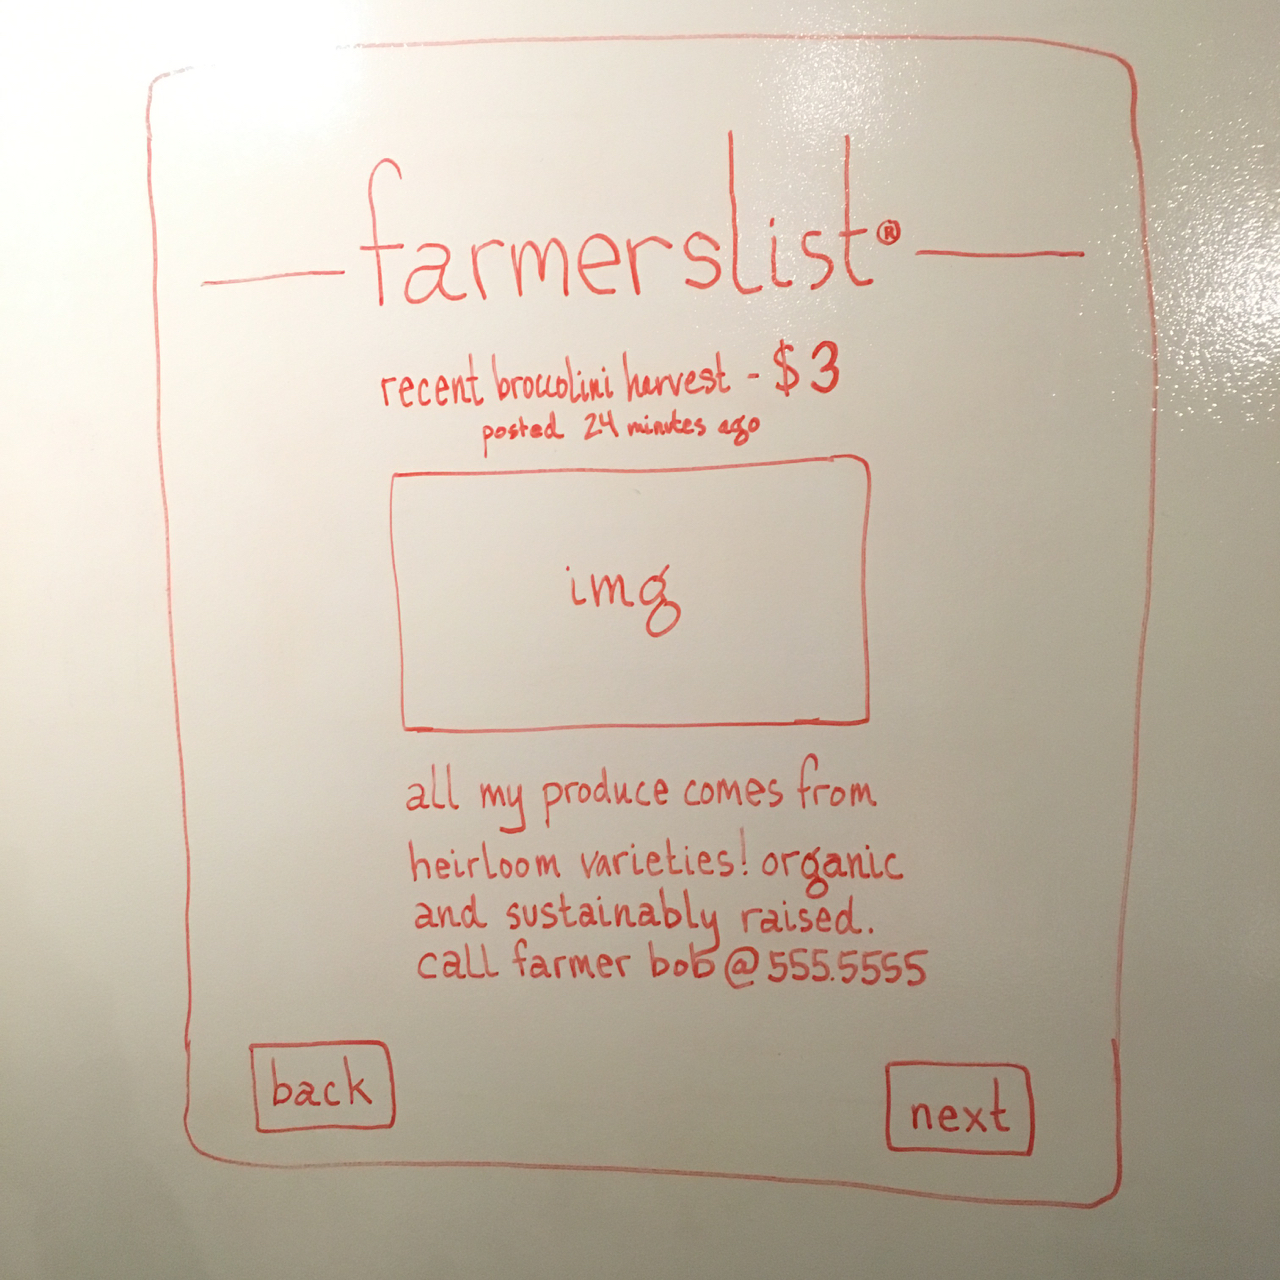 farmerslist®
recent broccolini harvest - $3
posted 24 minutes ago
img
all my produce comes from
heirloom varieties! organic
and sustainably raised.
call farmer bob @ 555.5555
back
next